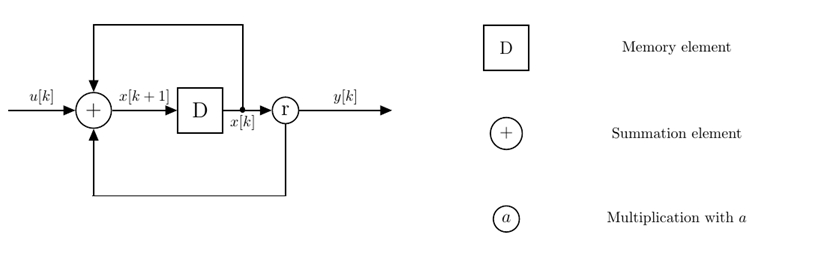 u[k]
+
x[k + 1]
D
x[k]
r
y[k]
D
Memory element
+
Summation element
a
Multiplication with a